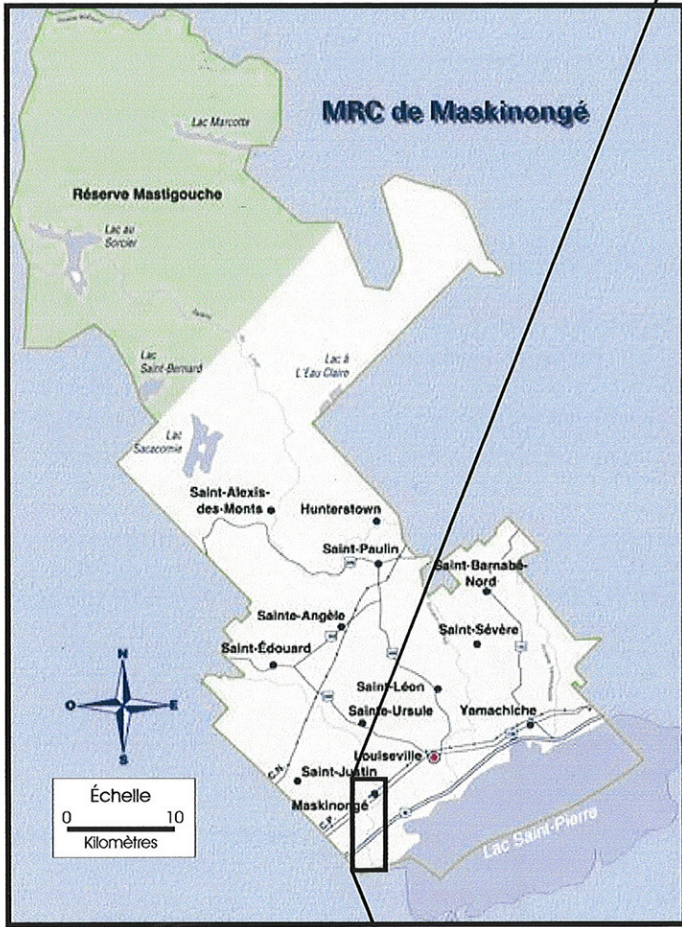 MRC de Maskinongé
Lac Marcotte
Réserve Mastigouche
Lac au
Sorcier
Lac
Saint-Bernard
Lac à
L'Eau Claire
Lac
Sacacomie
Saint-Alexis-
des-Monts
Hunterstown
Saint-Paulin
Saint-Barnabé-
Nord
Sainte-Angèle
Saint-Sévère
Saint-Édouard
N
O
E
S
Saint-Léon
Sainte-Ursule
Yamachiche
Louiseville
C.N.
Saint-Justin
Maskinongé
C.P.
Échelle
0 10
Kilomètres
Lac Saint-Pierre